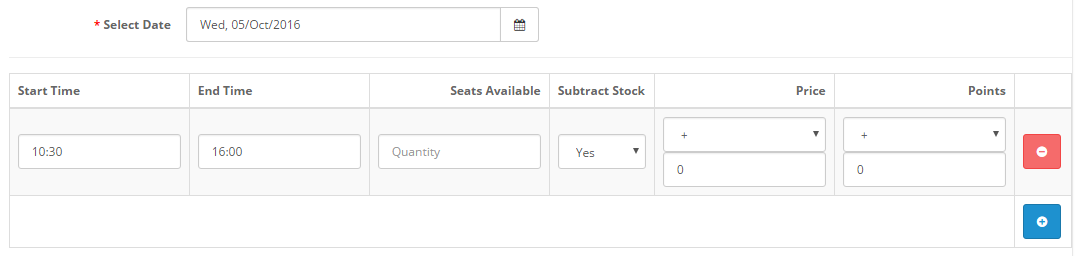 * Select Date Wed, 05/Oct/2016
Start Time End Time Seats Available Subtract Stock Price Points
10:30 16:00 Quantity Yes + +
0 0